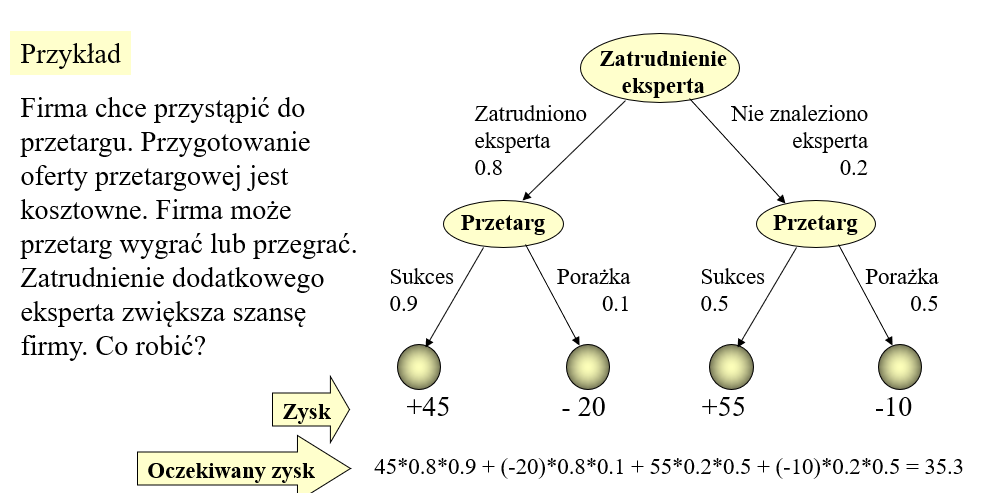 Przykład
Firma chce przystąpić do
przetargu. Przygotowanie
oferty przetargowej jest
kosztowne. Firma może
przetarg wygrać lub przegrać.
Zatrudnienie dodatkowego
eksperta zwiększa szansę
firmy. Co robić?
Zatrudnienie
eksperta
Zatrudniono
eksperta
0.8
Nie znaleziono
eksperta
0.2
Przetarg
Przetarg
Sukces
0.9
Porażka
0.1
Sukces
0.5
Porażka
0.5
Zysk
+45
- 20
+55
-10
Oczekiwany zysk
45*0.8*0.9 + (-20)*0.8*0.1 + 55*0.2*0.5 + (-10)*0.2*0.5 = 35.3